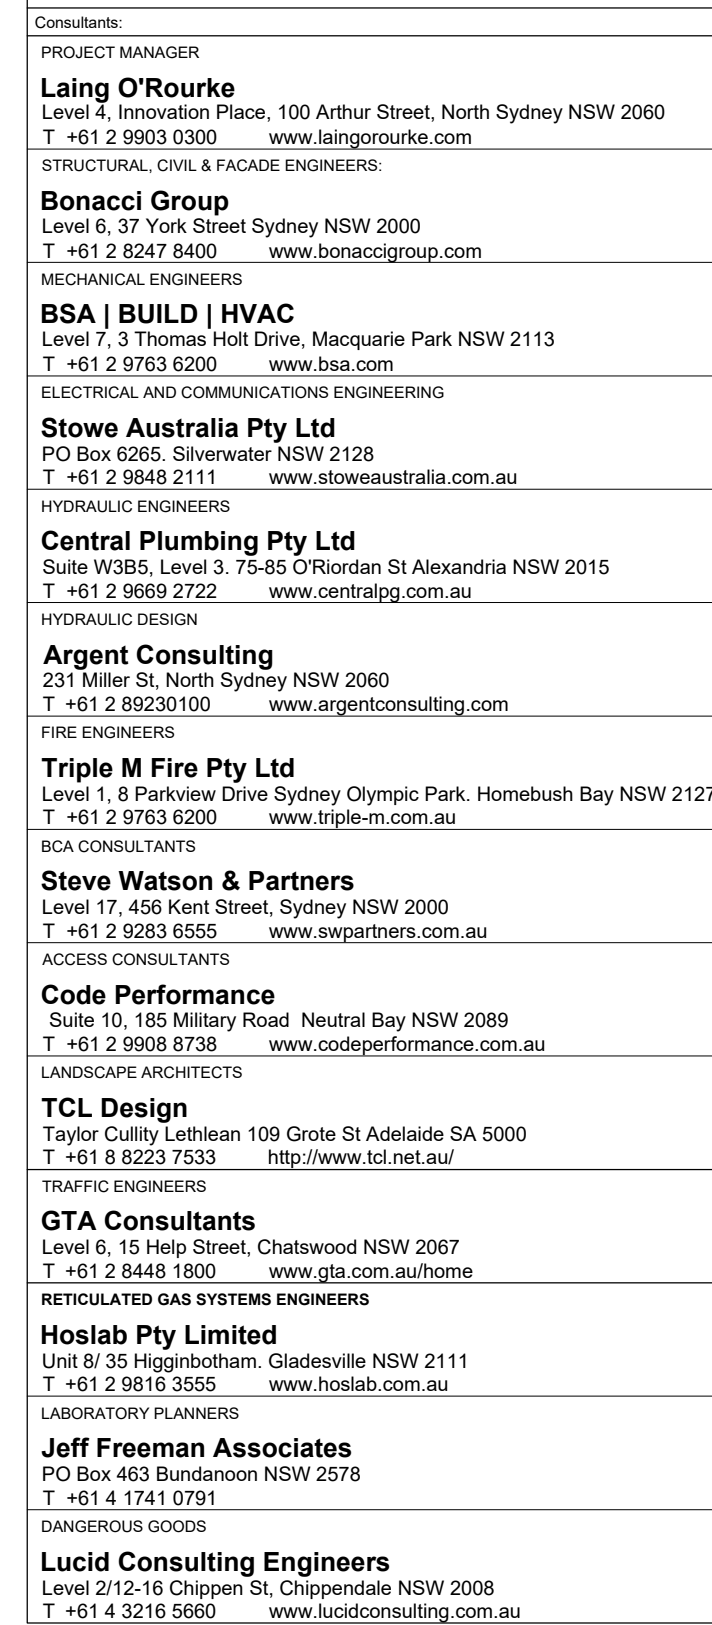 Consultants:
PROJECT MANAGER
Laing O'Rourke
Level 4, Innovation Place, 100 Arthur Street, North Sydney NSW 2060
T +61 2 9903 0300 www.laingorourke.com
STRUCTURAL, CIVIL & FACADE ENGINEERS:
Bonacci Group
Level 6, 37 York Street Sydney NSW 2000
T +61 2 8247 8400 www.bonaccigroup.com
MECHANICAL ENGINEERS
BSA | BUILD | HVAC
Level 7, 3 Thomas Holt Drive, Macquarie Park NSW 2113
T +61 2 9763 6200 www.bsa.com
ELECTRICAL AND COMMUNICATIONS ENGINEERING
Stowe Australia Pty Ltd
PO Box 6265. Silverwater NSW 2128
T +61 2 9848 2111 www.stoweaustralia.com.au
HYDRAULIC ENGINEERS
Central Plumbing Pty Ltd
Suite W3B5, Level 3. 75-85 O'Riordan St Alexandria NSW 2015
T +61 2 9669 2722 www.centralpg.com.au
HYDRAULIC DESIGN
Argent Consulting
231 Miller St, North Sydney NSW 2060
T +61 2 89230100 www.argentconsulting.com
FIRE ENGINEERS
Triple M Fire Pty Ltd
Level 1, 8 Parkview Drive Sydney Olympic Park. Homebush Bay NSW 2127
T +61 2 9763 6200 www.triple-m.com.au
BCA CONSULTANTS
Steve Watson & Partners
Level 17, 456 Kent Street, Sydney NSW 2000
T +61 2 9283 6555 www.swpartners.com.au
ACCESS CONSULTANTS
Code Performance
Suite 10, 185 Military Road Neutral Bay NSW 2089
T +61 2 9908 8738 www.codeperformance.com.au
LANDSCAPE ARCHITECTS
TCL Design
Taylor Cullity Lethlean 109 Grote St Adelaide SA 5000
T +61 8 8223 7533 http://www.tcl.net.au/
TRAFFIC ENGINEERS
GTA Consultants
Level 6, 15 Help Street, Chatswood NSW 2067
T +61 2 8448 1800 www.gta.com.au/home
RETICULATED GAS SYSTEMS ENGINEERS
Hoslab Pty Limited
Unit 8/ 35 Higginbotham. Gladesville NSW 2111
T +61 2 9816 3555 www.hoslab.com.au
LABORATORY PLANNERS
Jeff Freeman Associates
PO Box 463 Bundanoon NSW 2578
T +61 4 1741 0791
DANGEROUS GOODS
Lucid Consulting Engineers
Level 2/12-16 Chippen St, Chippendale NSW 2008
T +61 4 3216 5660 www.lucidconsulting.com.au